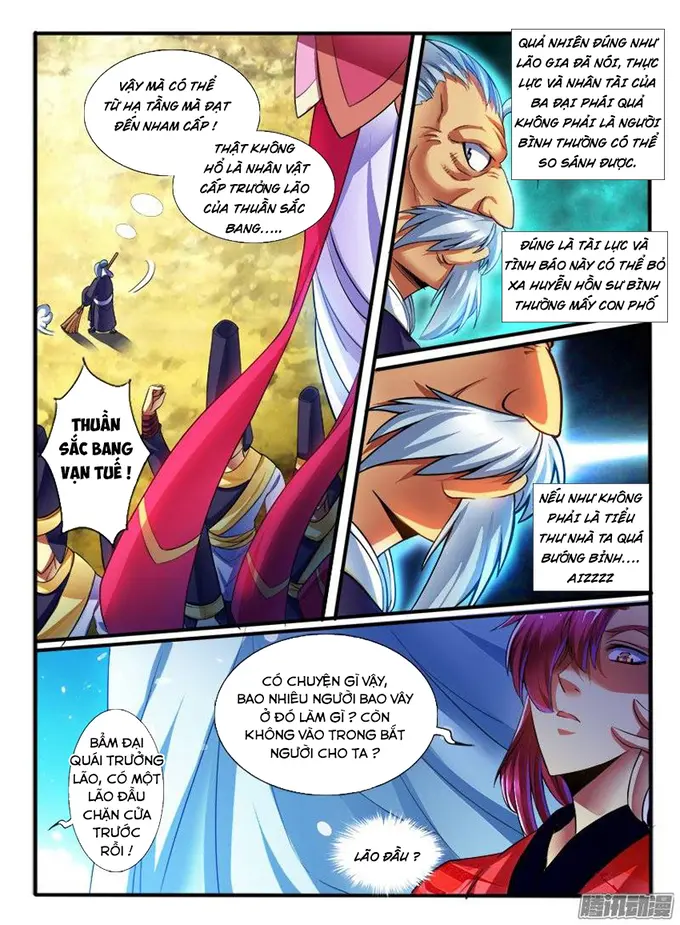 VẬY MÀ CÓ THỂ
TỪ HẠ TẦNG MÀ ĐẠT
ĐẾN NHAM CẤP !
THẬT KHÔNG
HỔ LÀ NHÂN VẬT
CẤP TRƯỞNG LÃO
CỦA THUẦN SẮC
BANG.....
QUẢ NHIÊN ĐÚNG NHƯ
LÃO GIA ĐÃ NÓI, THỰC
LỰC VÀ NHÂN TÀI CỦA
BA ĐẠI PHÁI QUẢ
KHÔNG PHẢI LÀ NGƯỜI
BÌNH THƯỜNG CÓ THỂ
SO SÁNH ĐƯỢC.
ĐÚNG LÀ TÀI LỰC VÀ
TÌNH BÁO NÀY CÓ THỂ BỎ
XA HUYỄN HỒN SƯ BÌNH
THƯỜNG MẤY CON PHỐ
THUẦN
SẮC BANG
VẠN TUẾ !
NẾU NHƯ KHÔNG
PHẢI LÀ TIỂU
THƯ NHÀ TA QUÁ
BƯỚNG BỈNH....
AIZZZZ
CÓ CHUYỆN GÌ VẬY,
BAO NHIÊU NGƯỜI BAO VÂY
Ở ĐÓ LÀM GÌ ? CÒN
KHÔNG VÀO TRONG BẮT
NGƯỜI CHO TA ?
BẨM ĐẠI
QUÁI TRƯỞNG
LÃO, CÓ MỘT
LÃO ĐẦU
CHẶN CỬA
TRƯỚC
RỒI !
LÃO ĐẦU ?
腾讯动漫